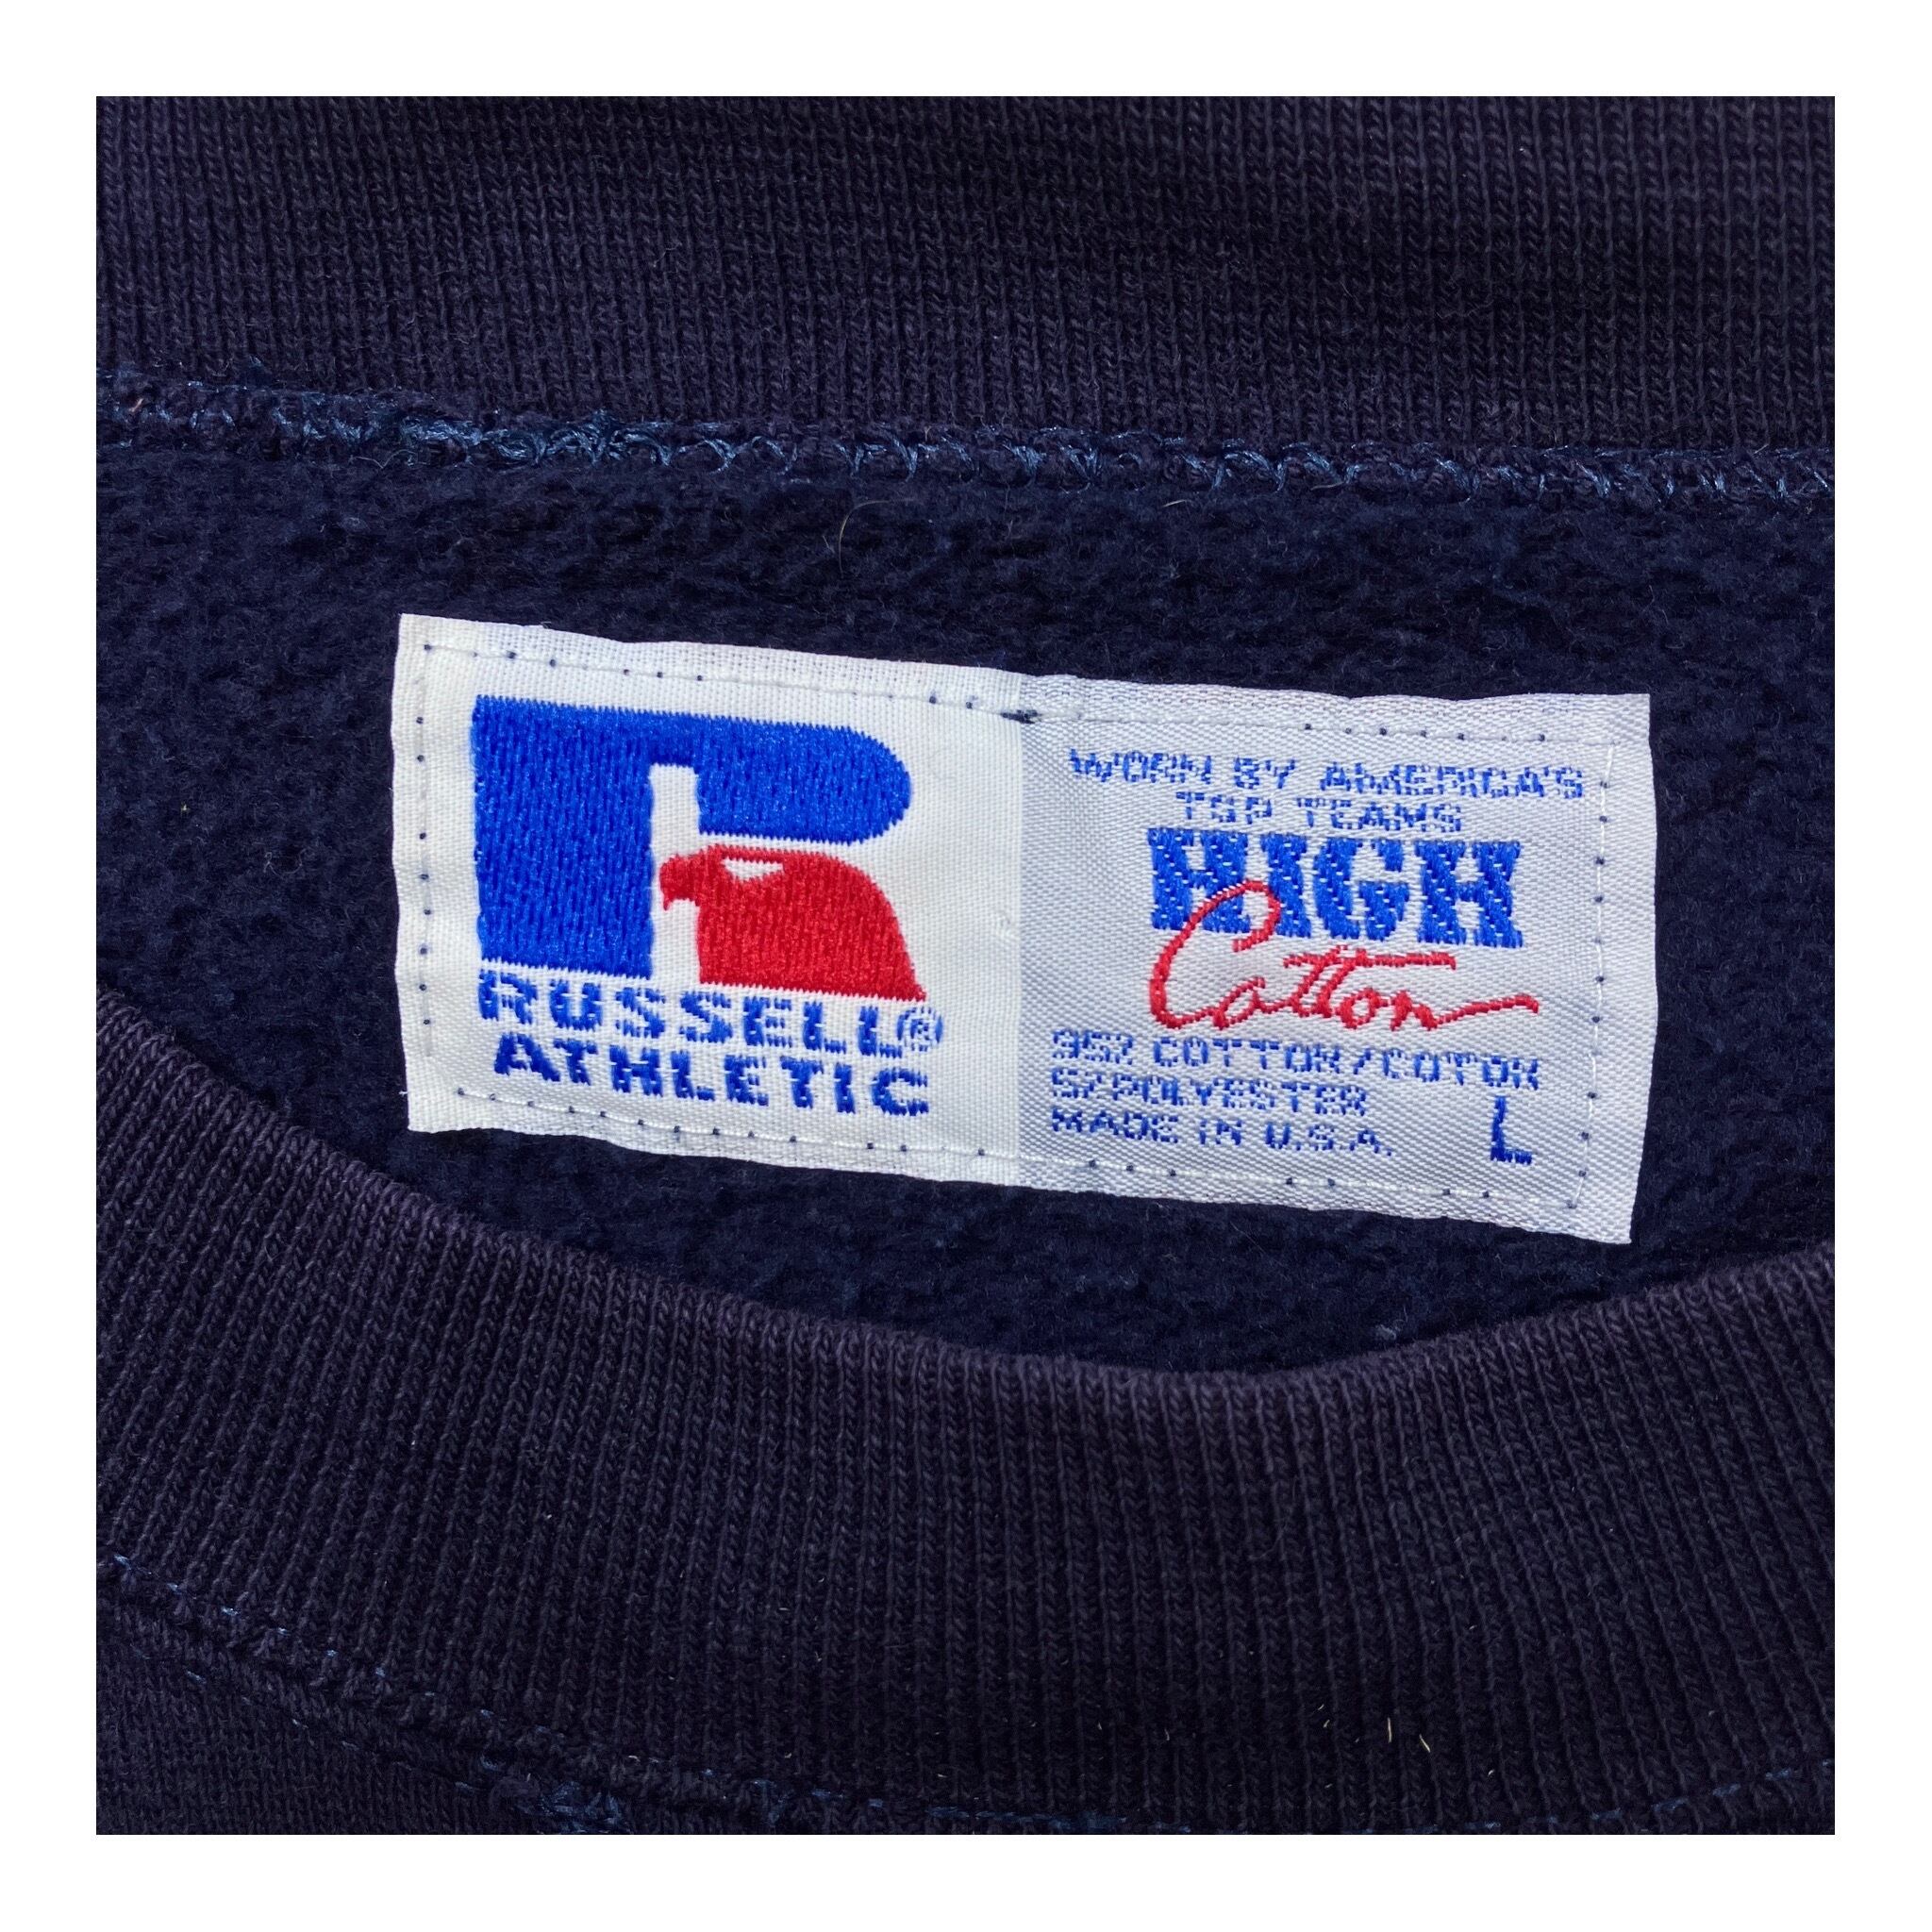 RUSSELL®
ATHLETIC
WORN BY AMERICA'S
TOP TEAMS
HIGH
Cotton
95% COTTON/COTON
5% POLYESTER
MADE IN U.S.A.
L